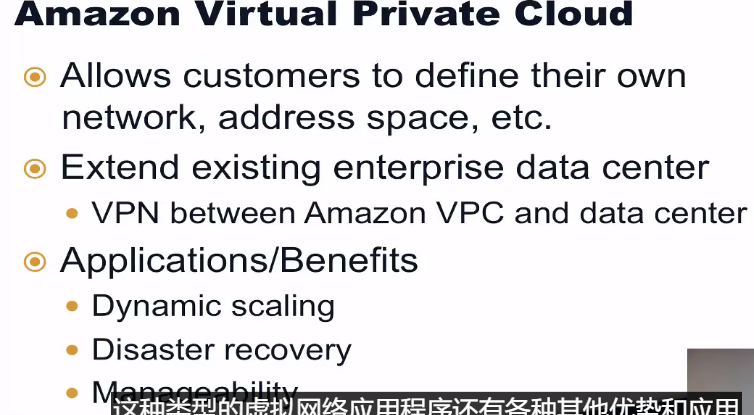 Amazon Virtual Private Cloud
Allows customers to define their own
network, address space, etc.
Extend existing enterprise data center
VPN between Amazon VPC and data center
Applications/Benefits
Dynamic scaling
Disaster recovery
Manageability
这种类型的虚拟网络应用程序还有各种其他优势和应用